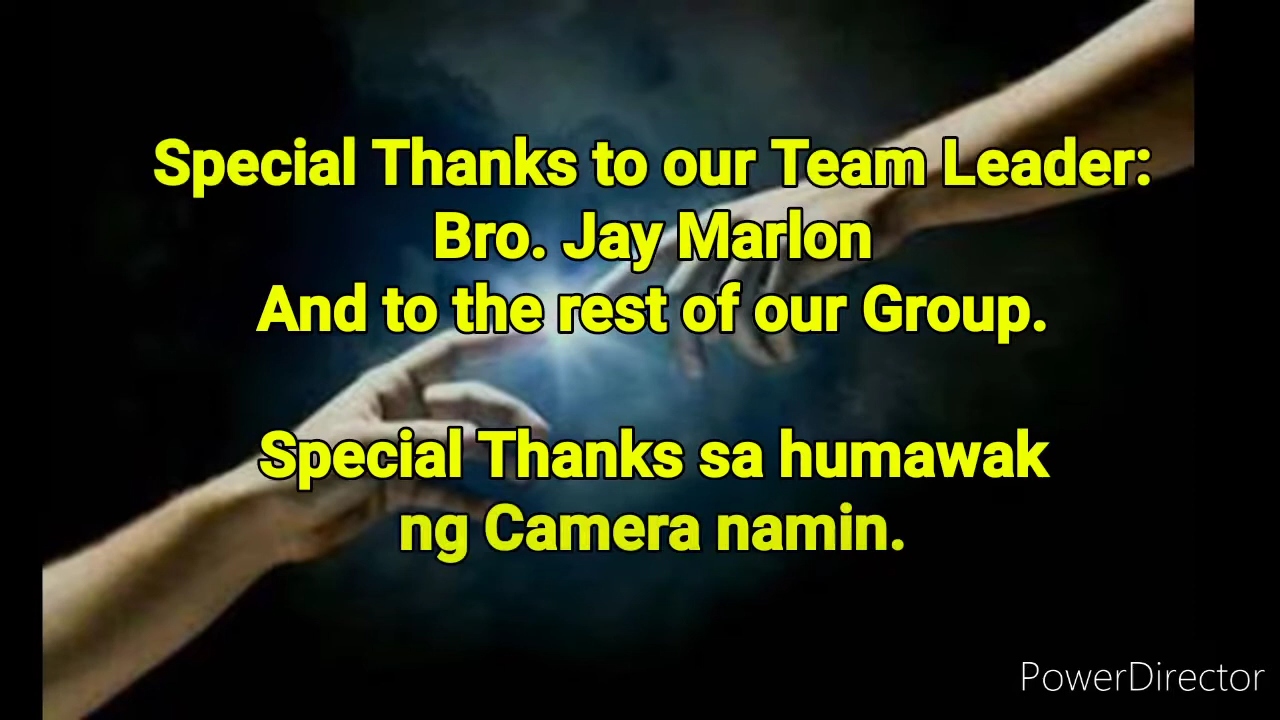 Special Thanks to our Team Leader:
Bro. Jay Marlon
And to the rest of our Group.
Special Thanks sa humawak
ng Camera namin.
PowerDirector